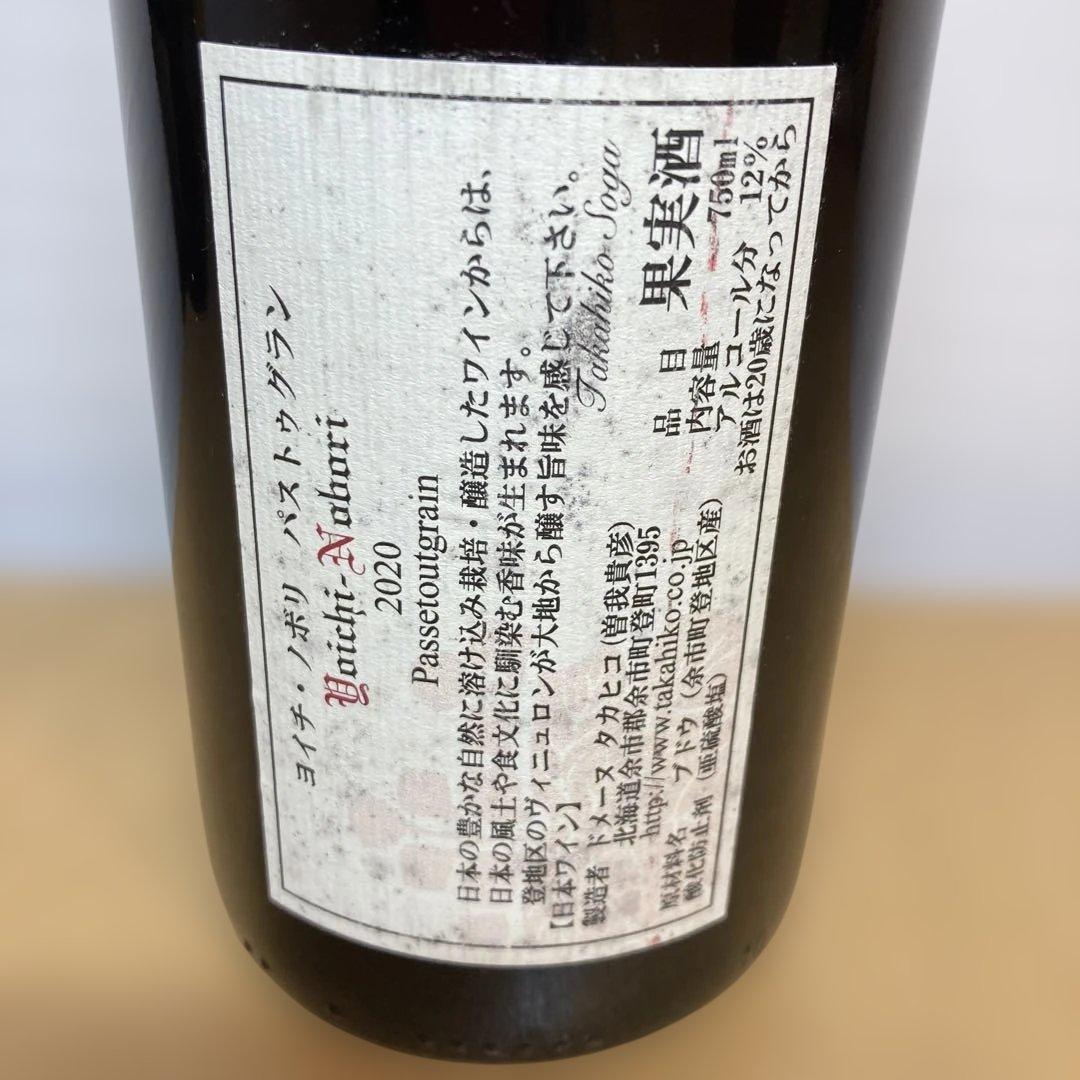 ヨイチ・ノボリ パストゥグラン
Yoichi-Nobori
2020
Passetoutgrain
日本の豊かな自然に溶け込み栽培・醸造したワインからは、
日本の風土や食文化に馴染む香味が生まれます。
登地区のヴィニュロンが大地から醸す旨味を感じて下さい。
Takahiko Soga
【日本ワイン】
製造者 ドメーヌ タカヒコ(曽我貴彦)
北海道余市郡余市町登町1395
http://www.takahiko.co.jp
原材料名 ブドウ(余市町登地区産)
酸化防止剤(亜硫酸塩)
品目 果実酒
内容量 750ml
アルコール分 12%
お酒は20歳になってから